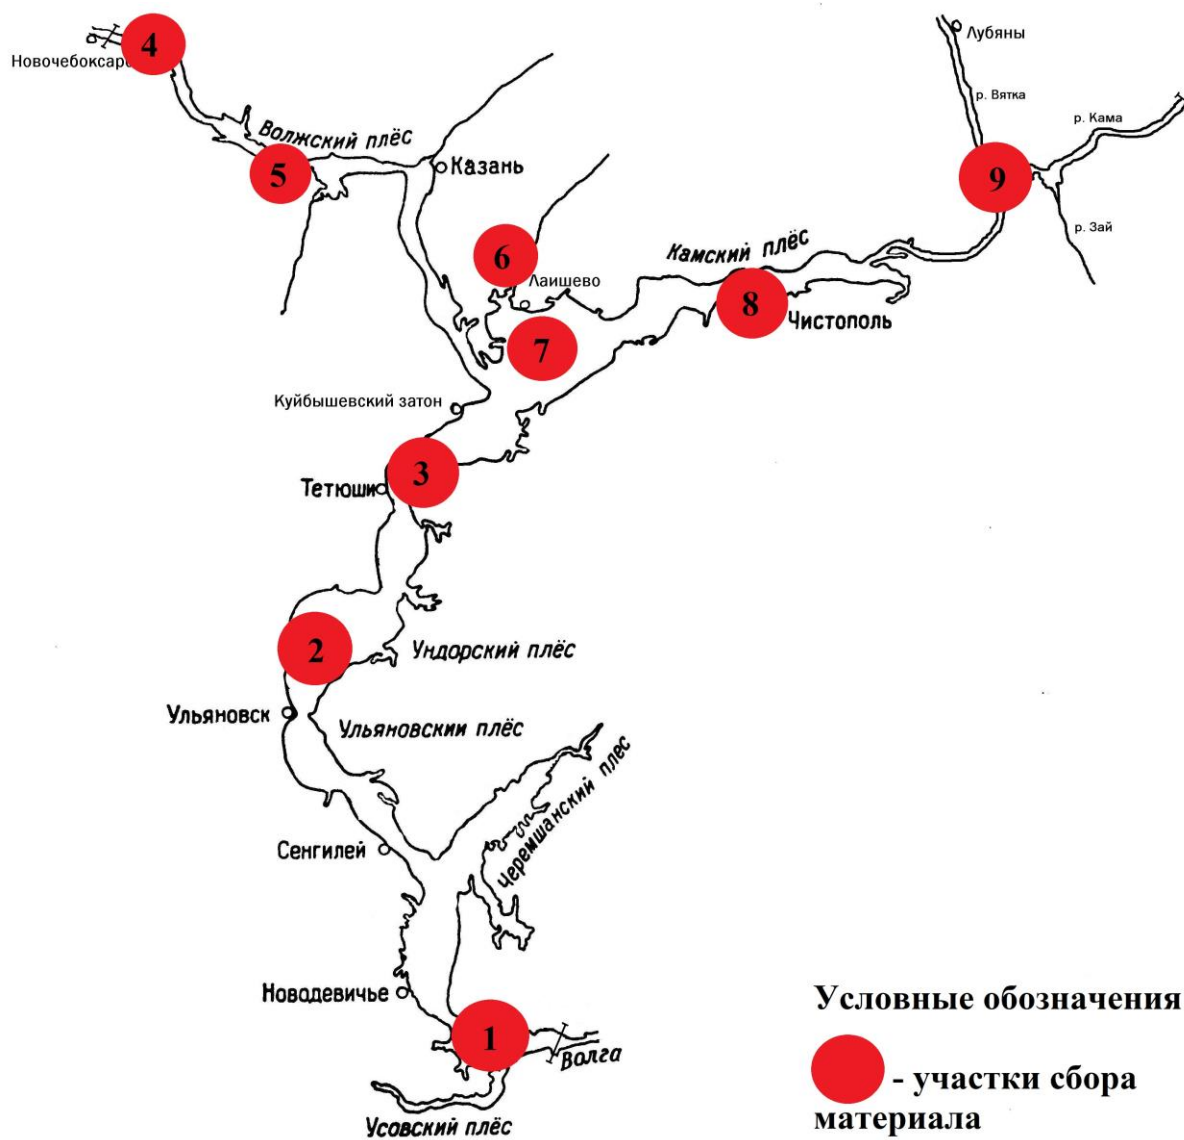 4
Новочебоксарс
Лубяны
р. Вятка
р. Кама
Волжский плёс
5
Казань
9
6
Камский плёс
р. Зай
Лаишево
8
Чистополь
7
Куйбышевский затон
3
Тетюши
2
Ундорский плёс
Ульяновск
Ульяновский плёс
Черемшанский плес
Сенгилей
Новодевичье
Условные обозначения
1
Волга
- участки сбора
материала
Усовский плёс